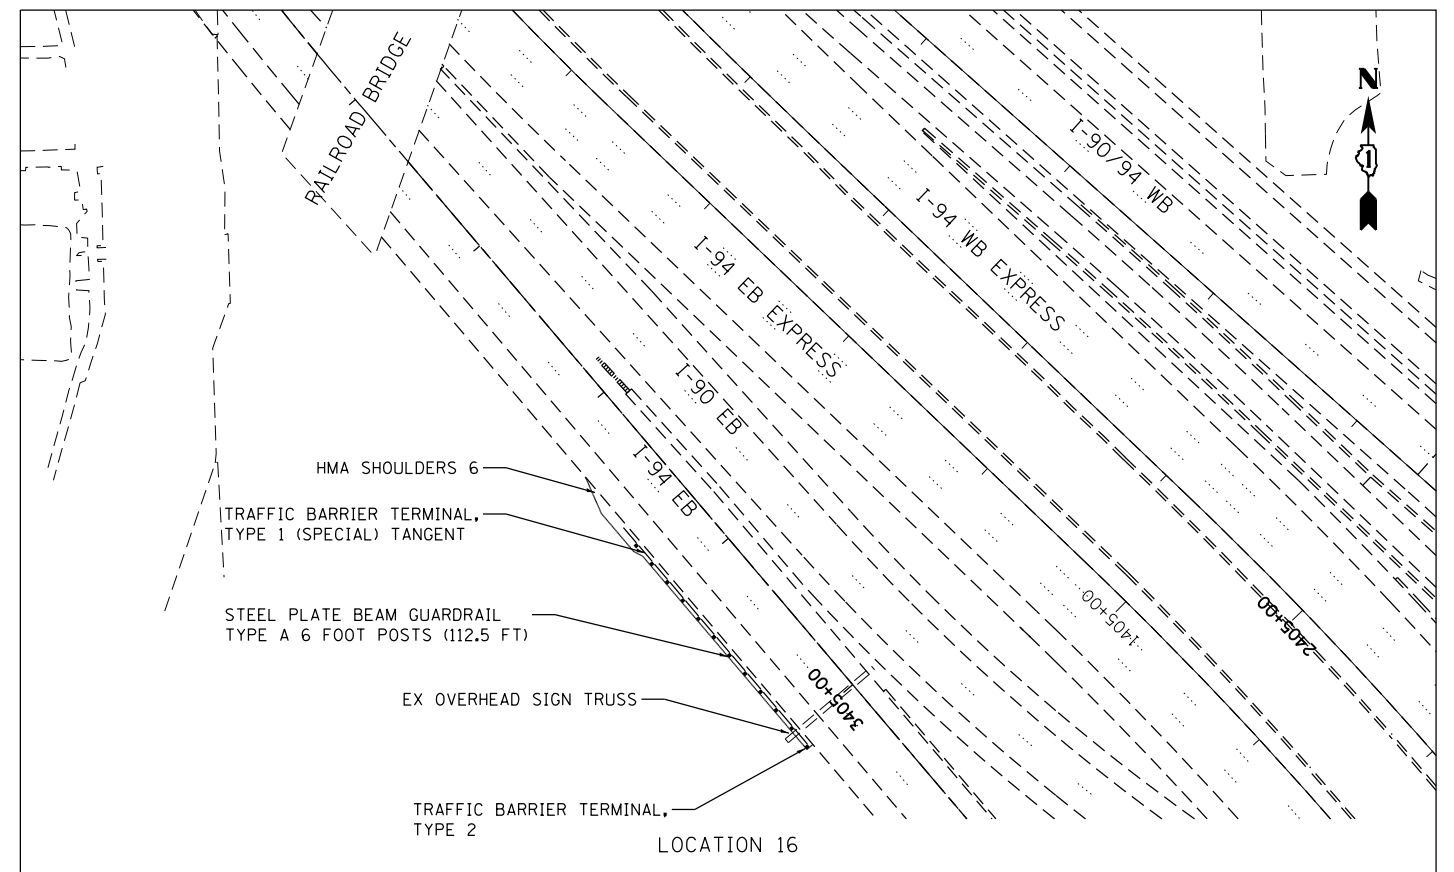 RAILROAD BRIDGE
N
1
I-90/94 WB
I-94 WB EXPRESS
I-94 EB EXPRESS
I-90 EB
I-94 EB
HMA SHOULDERS 6
TRAFFIC BARRIER TERMINAL,
TYPE 1 (SPECIAL) TANGENT
STEEL PLATE BEAM GUARDRAIL
TYPE A 6 FOOT POSTS (112.5 FT)
EX OVERHEAD SIGN TRUSS
3405+00
1405+00
2405+00
TRAFFIC BARRIER TERMINAL,
TYPE 2
LOCATION 16